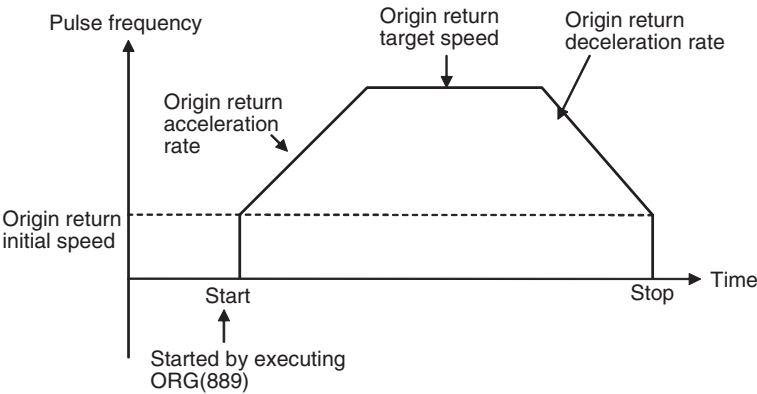 Pulse frequency
Origin return
target speed
Origin return
deceleration rate
Origin return
acceleration
rate
Origin return
initial speed
Time
Start
Stop
Started by executing
ORG(889)